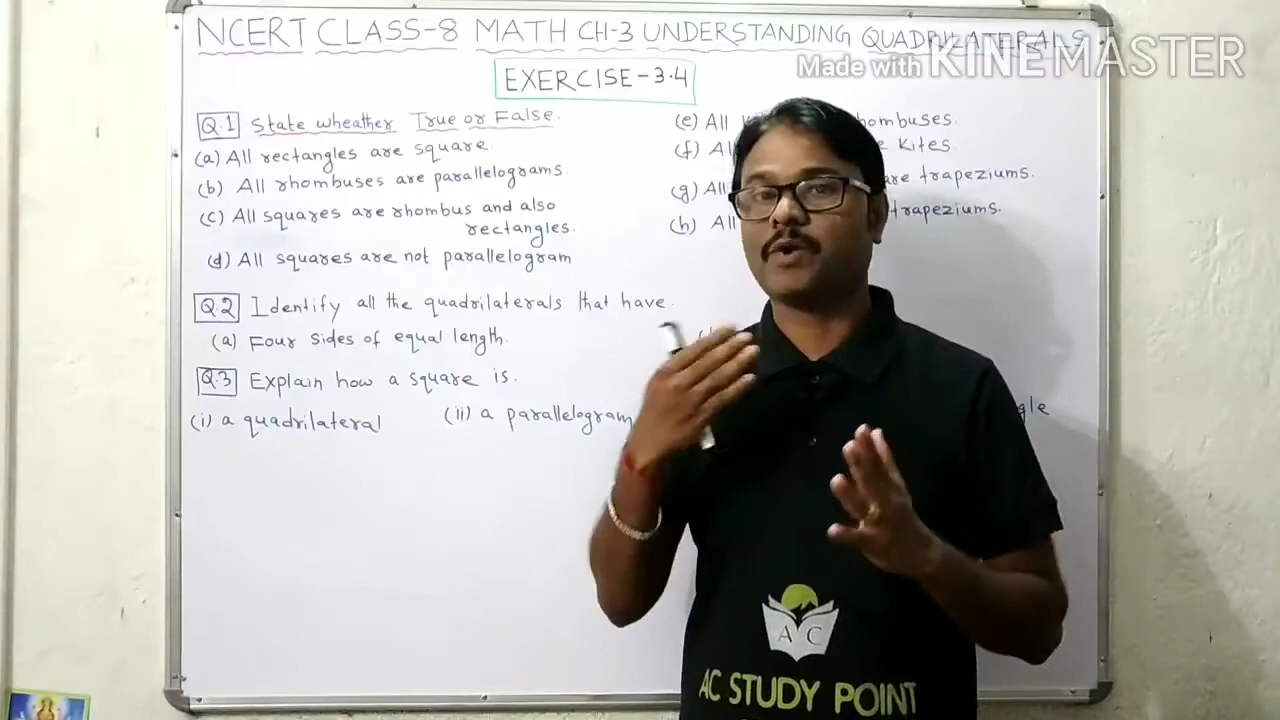 NCERT CLASS-8 MATH CH-3 UNDERSTANDING QUADRILATERALS
Made with KINEMASTER
EXERCISE-3.4
Q.1 State wheather True or False.
(a) All rectangles are square
(b) All rhombuses are parallelograms.
(c) All squares are rhombus and also
rectangles.
(d) All squares are not parallelogram
(e) All rhombuses.
(f) Kites.
(g) All are trapeziums.
(h) All trapeziums.
Q.2 Identify all the quadrilaterals that have.
(a) Four sides of equal length.
Q.3 Explain how a square is.
(i) a quadrilateral (ii) a parallelogram
A C
AC STUDY POINT